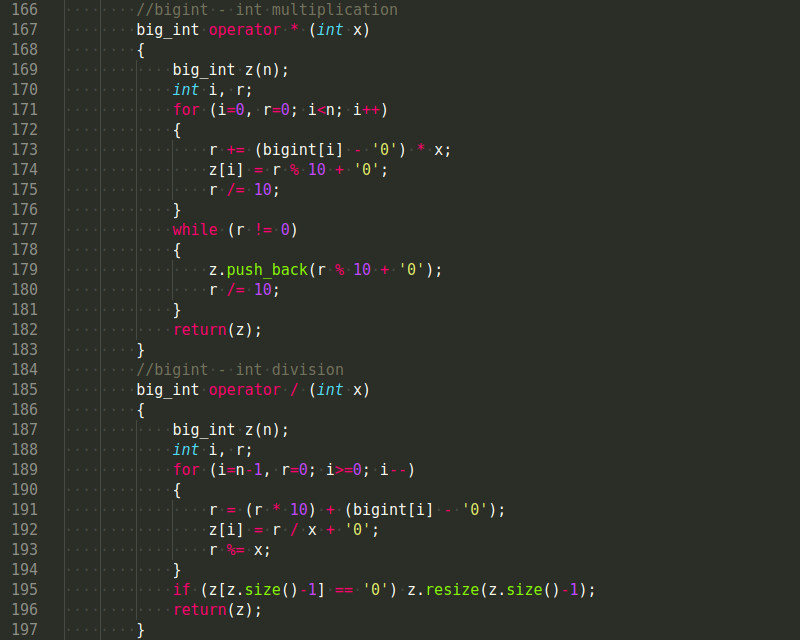 166 //bigint - int multiplication
167 big_int operator * (int x)
168 {
169 big_int z(n);
170 int i, r;
171 for (i=0, r=0; i<n; i++)
172 {
173 r += (bigint[i] - '0') * x;
174 z[i] = r % 10 + '0';
175 r /= 10;
176 }
177 while (r != 0)
178 {
179 z.push_back(r % 10 + '0');
180 r /= 10;
181 }
182 return(z);
183 }
184 //bigint - int division
185 big_int operator / (int x)
186 {
187 big_int z(n);
188 int i, r;
189 for (i=n-1, r=0; i>=0; i--)
190 {
191 r = (r * 10) + (bigint[i] - '0');
192 z[i] = r / x + '0';
193 r %= x;
194 }
195 if (z[z.size()-1] == '0') z.resize(z.size()-1);
196 return(z);
197 }